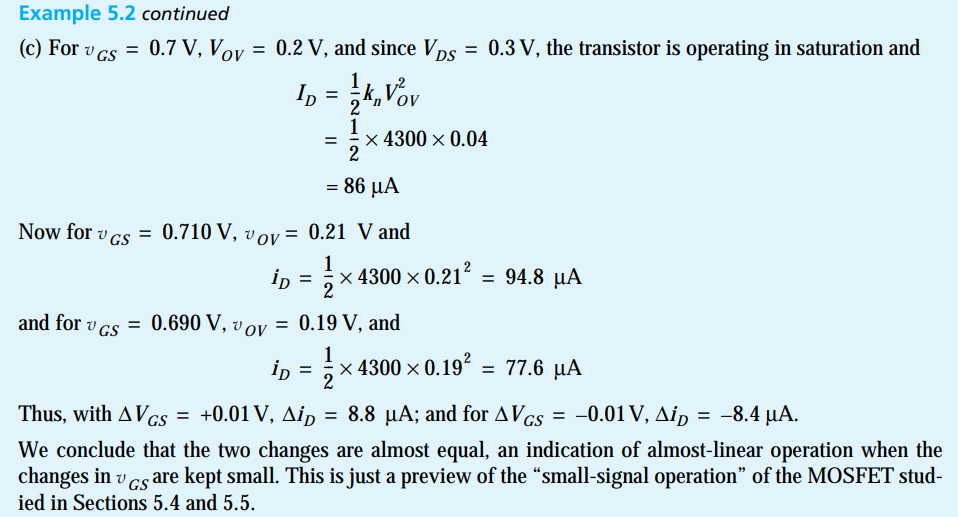 Example 5.2 continued
(c) For v_GS = 0.7 V, V_OV = 0.2 V, and since V_DS = 0.3 V, the transistor is operating in saturation and
I_D = 1/2 k_n V_OV^2
= 1/2 × 4300 × 0.04
= 86 μA
Now for v_GS = 0.710 V, v_OV = 0.21 V and
i_D = 1/2 × 4300 × 0.21^2 = 94.8 μA
and for v_GS = 0.690 V, v_OV = 0.19 V, and
i_D = 1/2 × 4300 × 0.19^2 = 77.6 μA
Thus, with ΔV_GS = +0.01 V, Δi_D = 8.8 μA; and for ΔV_GS = –0.01 V, Δi_D = –8.4 μA.
We conclude that the two changes are almost equal, an indication of almost-linear operation when the
changes in v_GS are kept small. This is just a preview of the “small-signal operation” of the MOSFET stud-
ied in Sections 5.4 and 5.5.